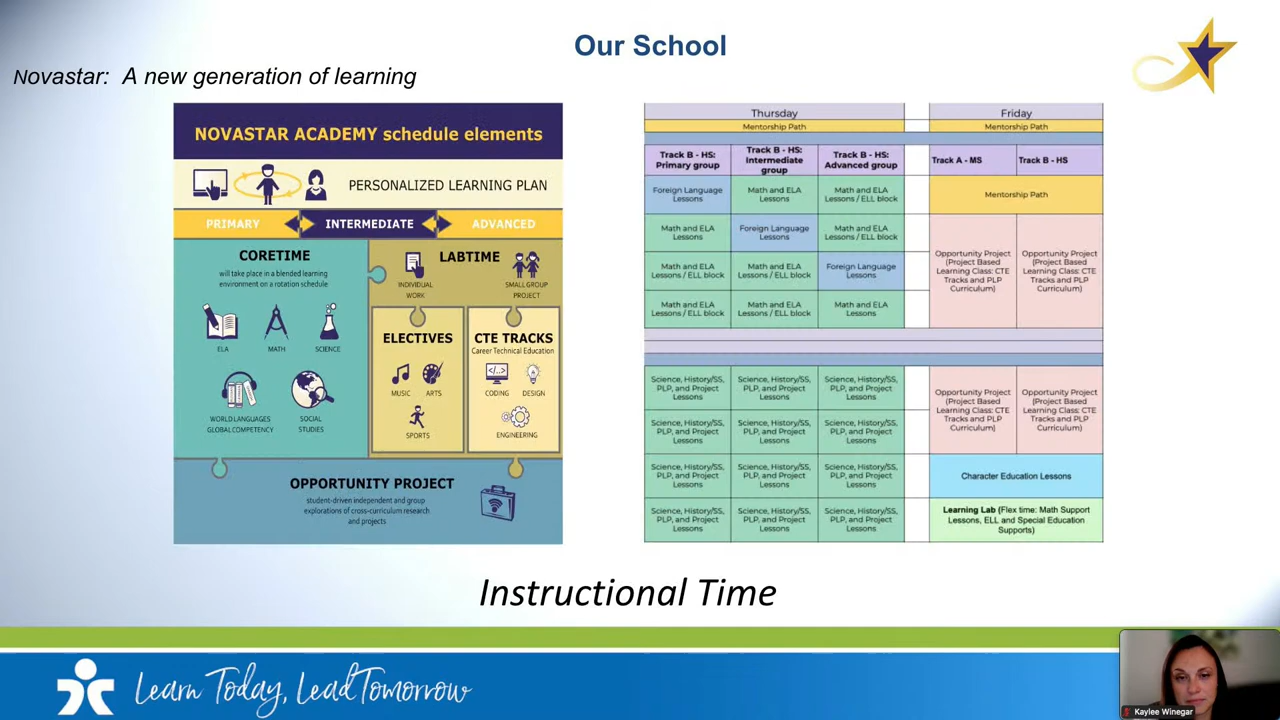 Our School
Novastar: A new generation of learning
NOVASTAR ACADEMY schedule elements
PERSONALIZED LEARNING PLAN
PRIMARY
INTERMEDIATE
ADVANCED
CORETIME
will take place in a blended learning
environment on a rotation schedule
ELA
MATH
SCIENCE
WORLD LANGUAGES
GLOBAL COMPETENCY
SOCIAL
STUDIES
LABTIME
INDIVIDUAL
WORK
SMALL GROUP
PROJECT
ELECTIVES
MUSIC
ARTS
SPORTS
CTE TRACKS
Career Technical Education
CODING
DESIGN
ENGINEERING
OPPORTUNITY PROJECT
student-driven independent and group
explorations of cross-curriculum research
and projects
Thursday
Friday
Mentorship Path
Mentorship Path
Track B - HS:
Primary group
Track B - HS:
Intermediate
group
Track B - HS:
Advanced group
Track A - MS
Track B - HS
Foreign Language
Lessons
Math and ELA
Lessons
Math and ELA
Lessons / ELL block
Mentorship Path
Math and ELA
Lessons
Foreign Language
Lessons
Math and ELA
Lessons / ELL block
Opportunity Project
(Project Based
Learning Class: CTE
Tracks and PLP
Curriculum)
Opportunity Project
(Project Based
Learning Class: CTE
Tracks and PLP
Curriculum)
Math and ELA
Lessons / ELL block
Math and ELA
Lessons / ELL block
Foreign Language
Lessons
Math and ELA
Lessons / ELL block
Math and ELA
Lessons / ELL block
Math and ELA
Lessons
Science, History/SS,
PLP, and Project
Lessons
Science, History/SS,
PLP, and Project
Lessons
Science, History/SS,
PLP, and Project
Lessons
Opportunity Project
(Project Based
Learning Class: CTE
Tracks and PLP
Curriculum)
Opportunity Project
(Project Based
Learning Class: CTE
Tracks and PLP
Curriculum)
Science, History/SS,
PLP, and Project
Lessons
Science, History/SS,
PLP, and Project
Lessons
Science, History/SS,
PLP, and Project
Lessons
Science, History/SS,
PLP, and Project
Lessons
Science, History/SS,
PLP, and Project
Lessons
Science, History/SS,
PLP, and Project
Lessons
Character Education Lessons
Science, History/SS,
PLP, and Project
Lessons
Science, History/SS,
PLP, and Project
Lessons
Science, History/SS,
PLP, and Project
Lessons
Learning Lab (Flex time: Math Support
Lessons, ELL and Special Education
Supports)
Instructional Time
Learn Today, Lead Tomorrow
Kaylee Winegar